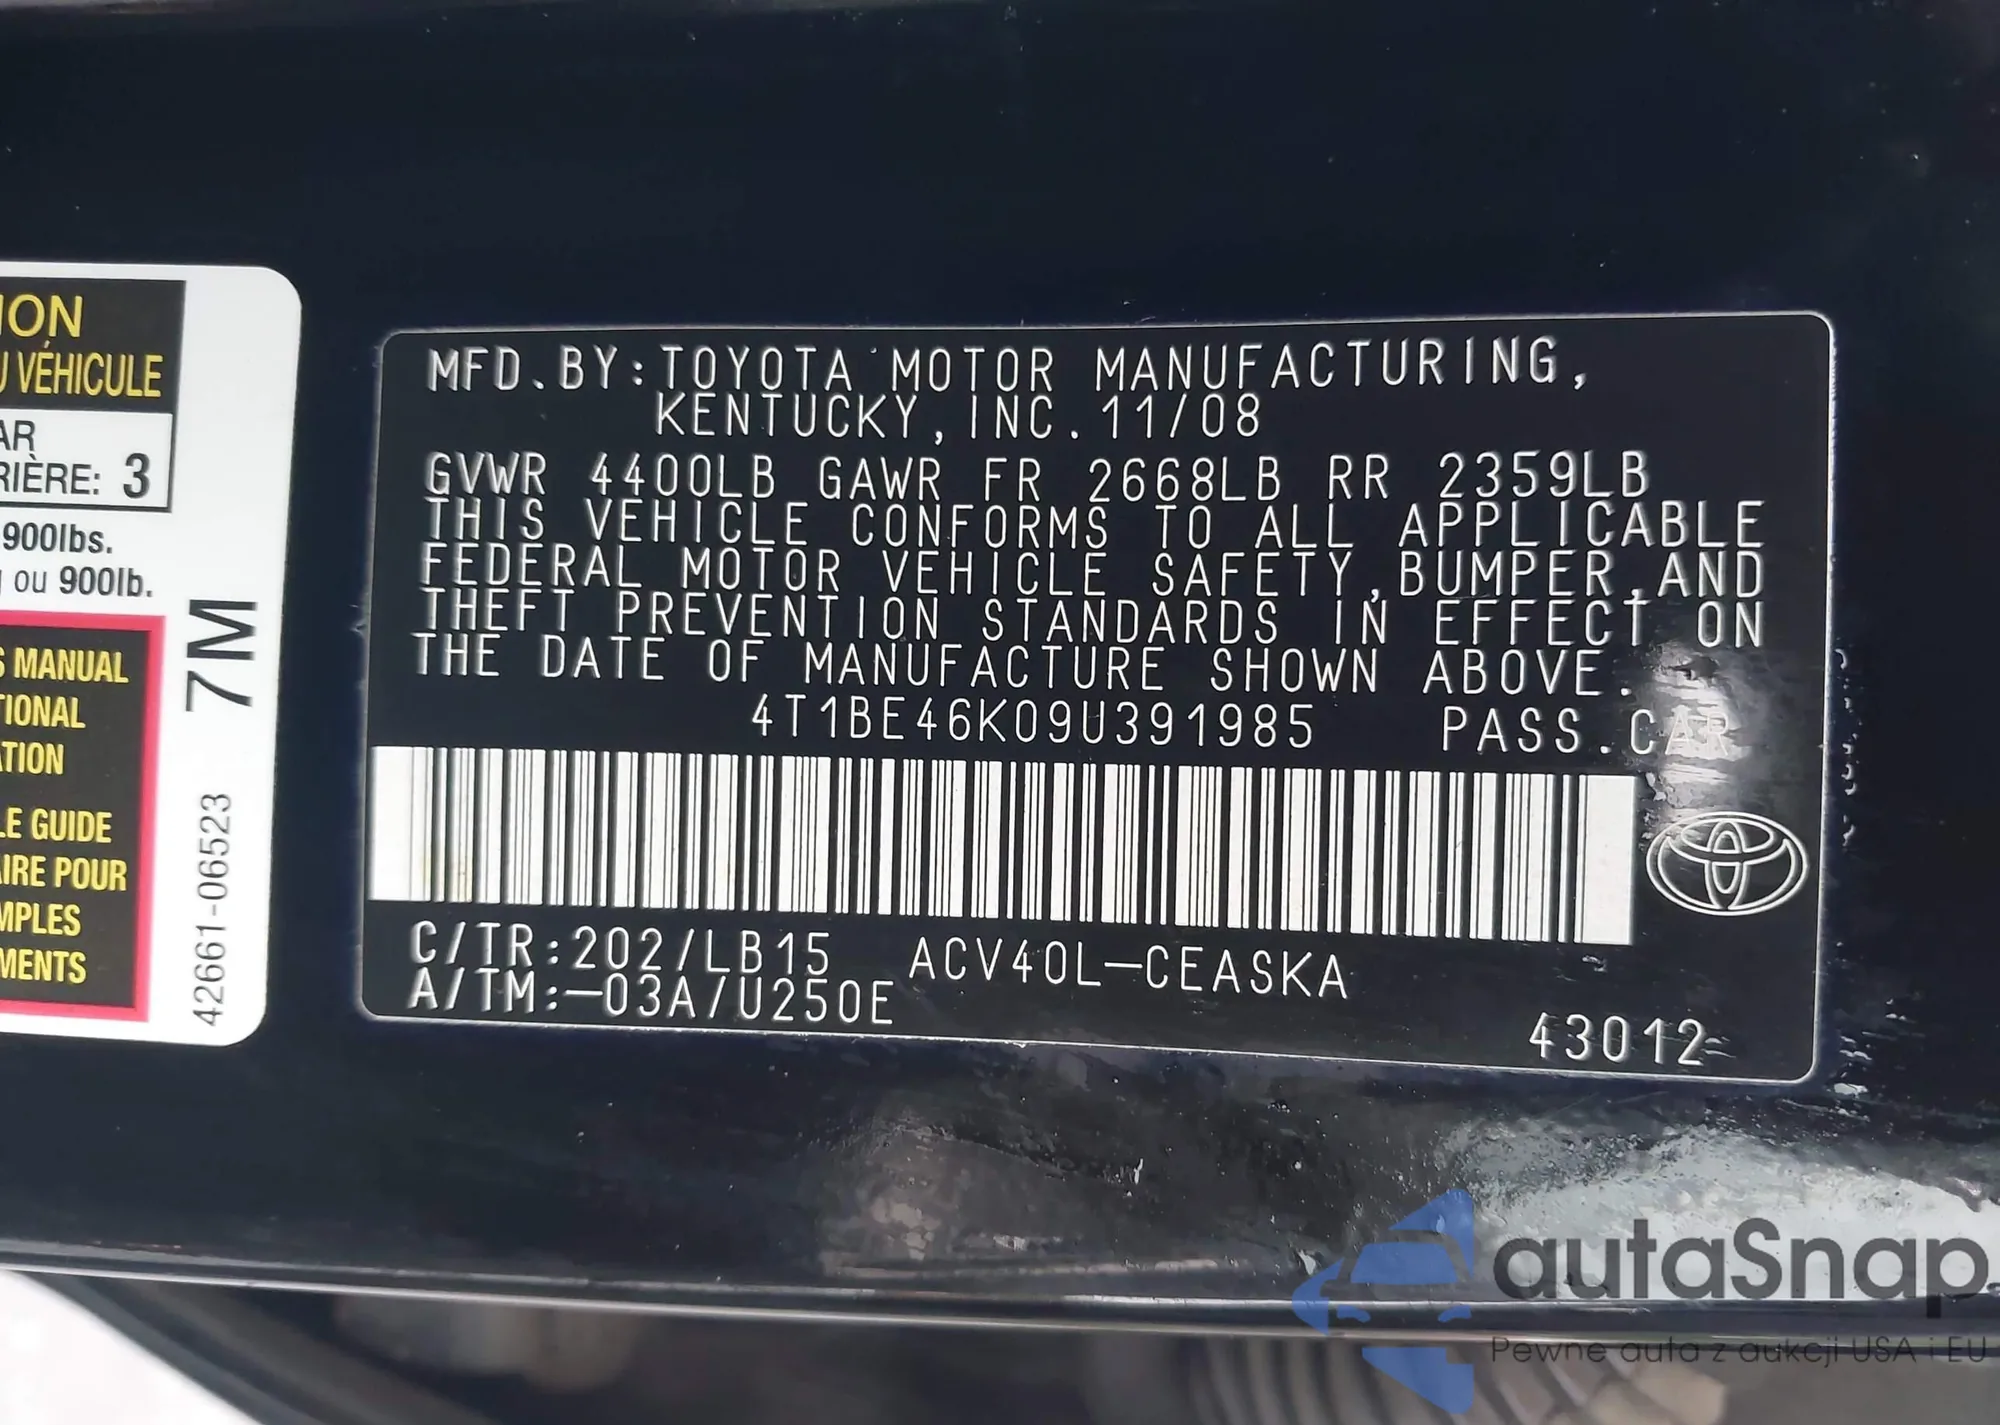 ION
U VÉHICULE
AR
RIÈRE: 3
900lbs.
ou 900lb.
S MANUAL
TIONAL
ATION
LE GUIDE
AIRE POUR
MPLES
MENTS
7M
42661-06523
MFD.BY:TOYOTA MOTOR MANUFACTURING,
KENTUCKY,INC.11/08
GVWR 4400LB GAWR FR 2668LB RR 2359LB
THIS VEHICLE CONFORMS TO ALL APPLICABLE
FEDERAL MOTOR VEHICLE SAFETY,BUMPER,AND
THEFT PREVENTION STANDARDS IN EFFECT ON
THE DATE OF MANUFACTURE SHOWN ABOVE.
4T1BE46K09U391985 PASS.CAR
C/TR:202/LB15 ACV40L-CEASKA
A/TM:-03A/U250E
43012
autaSnap
Pewne auta z aukcji USA i EU